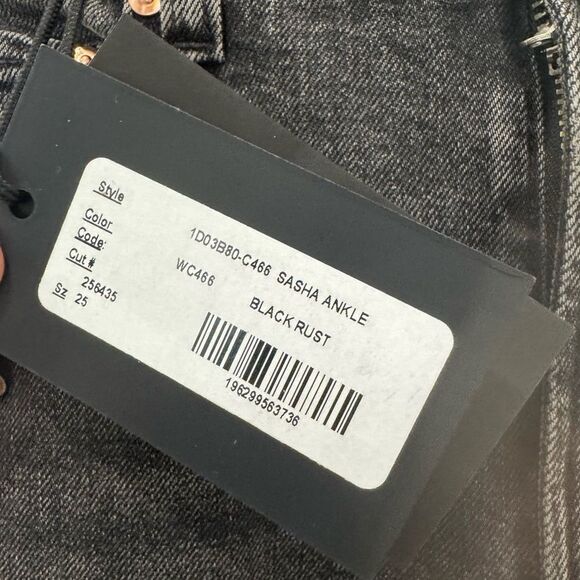 Style 1D03B80-C466 SASHA ANKLE
Color
Code: WC466 BLACK RUST
Cut #
256435
Sz 25
196299563736